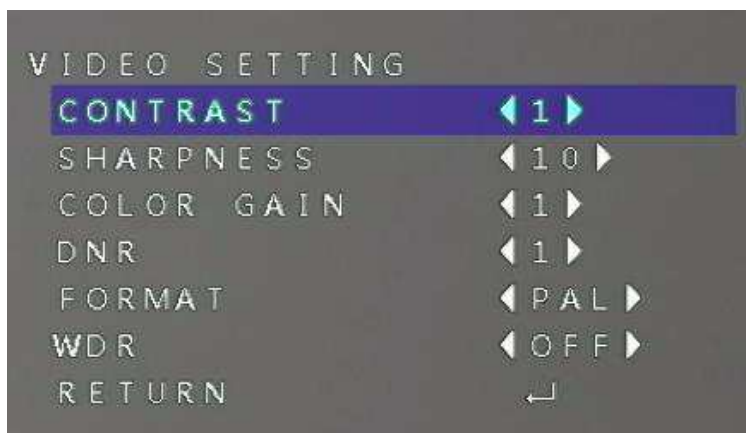 VIDEO SETTING
CONTRAST 1
SHARPNESS 10
COLOR GAIN 1
DNR 1
FORMAT PAL
WDR OFF
RETURN